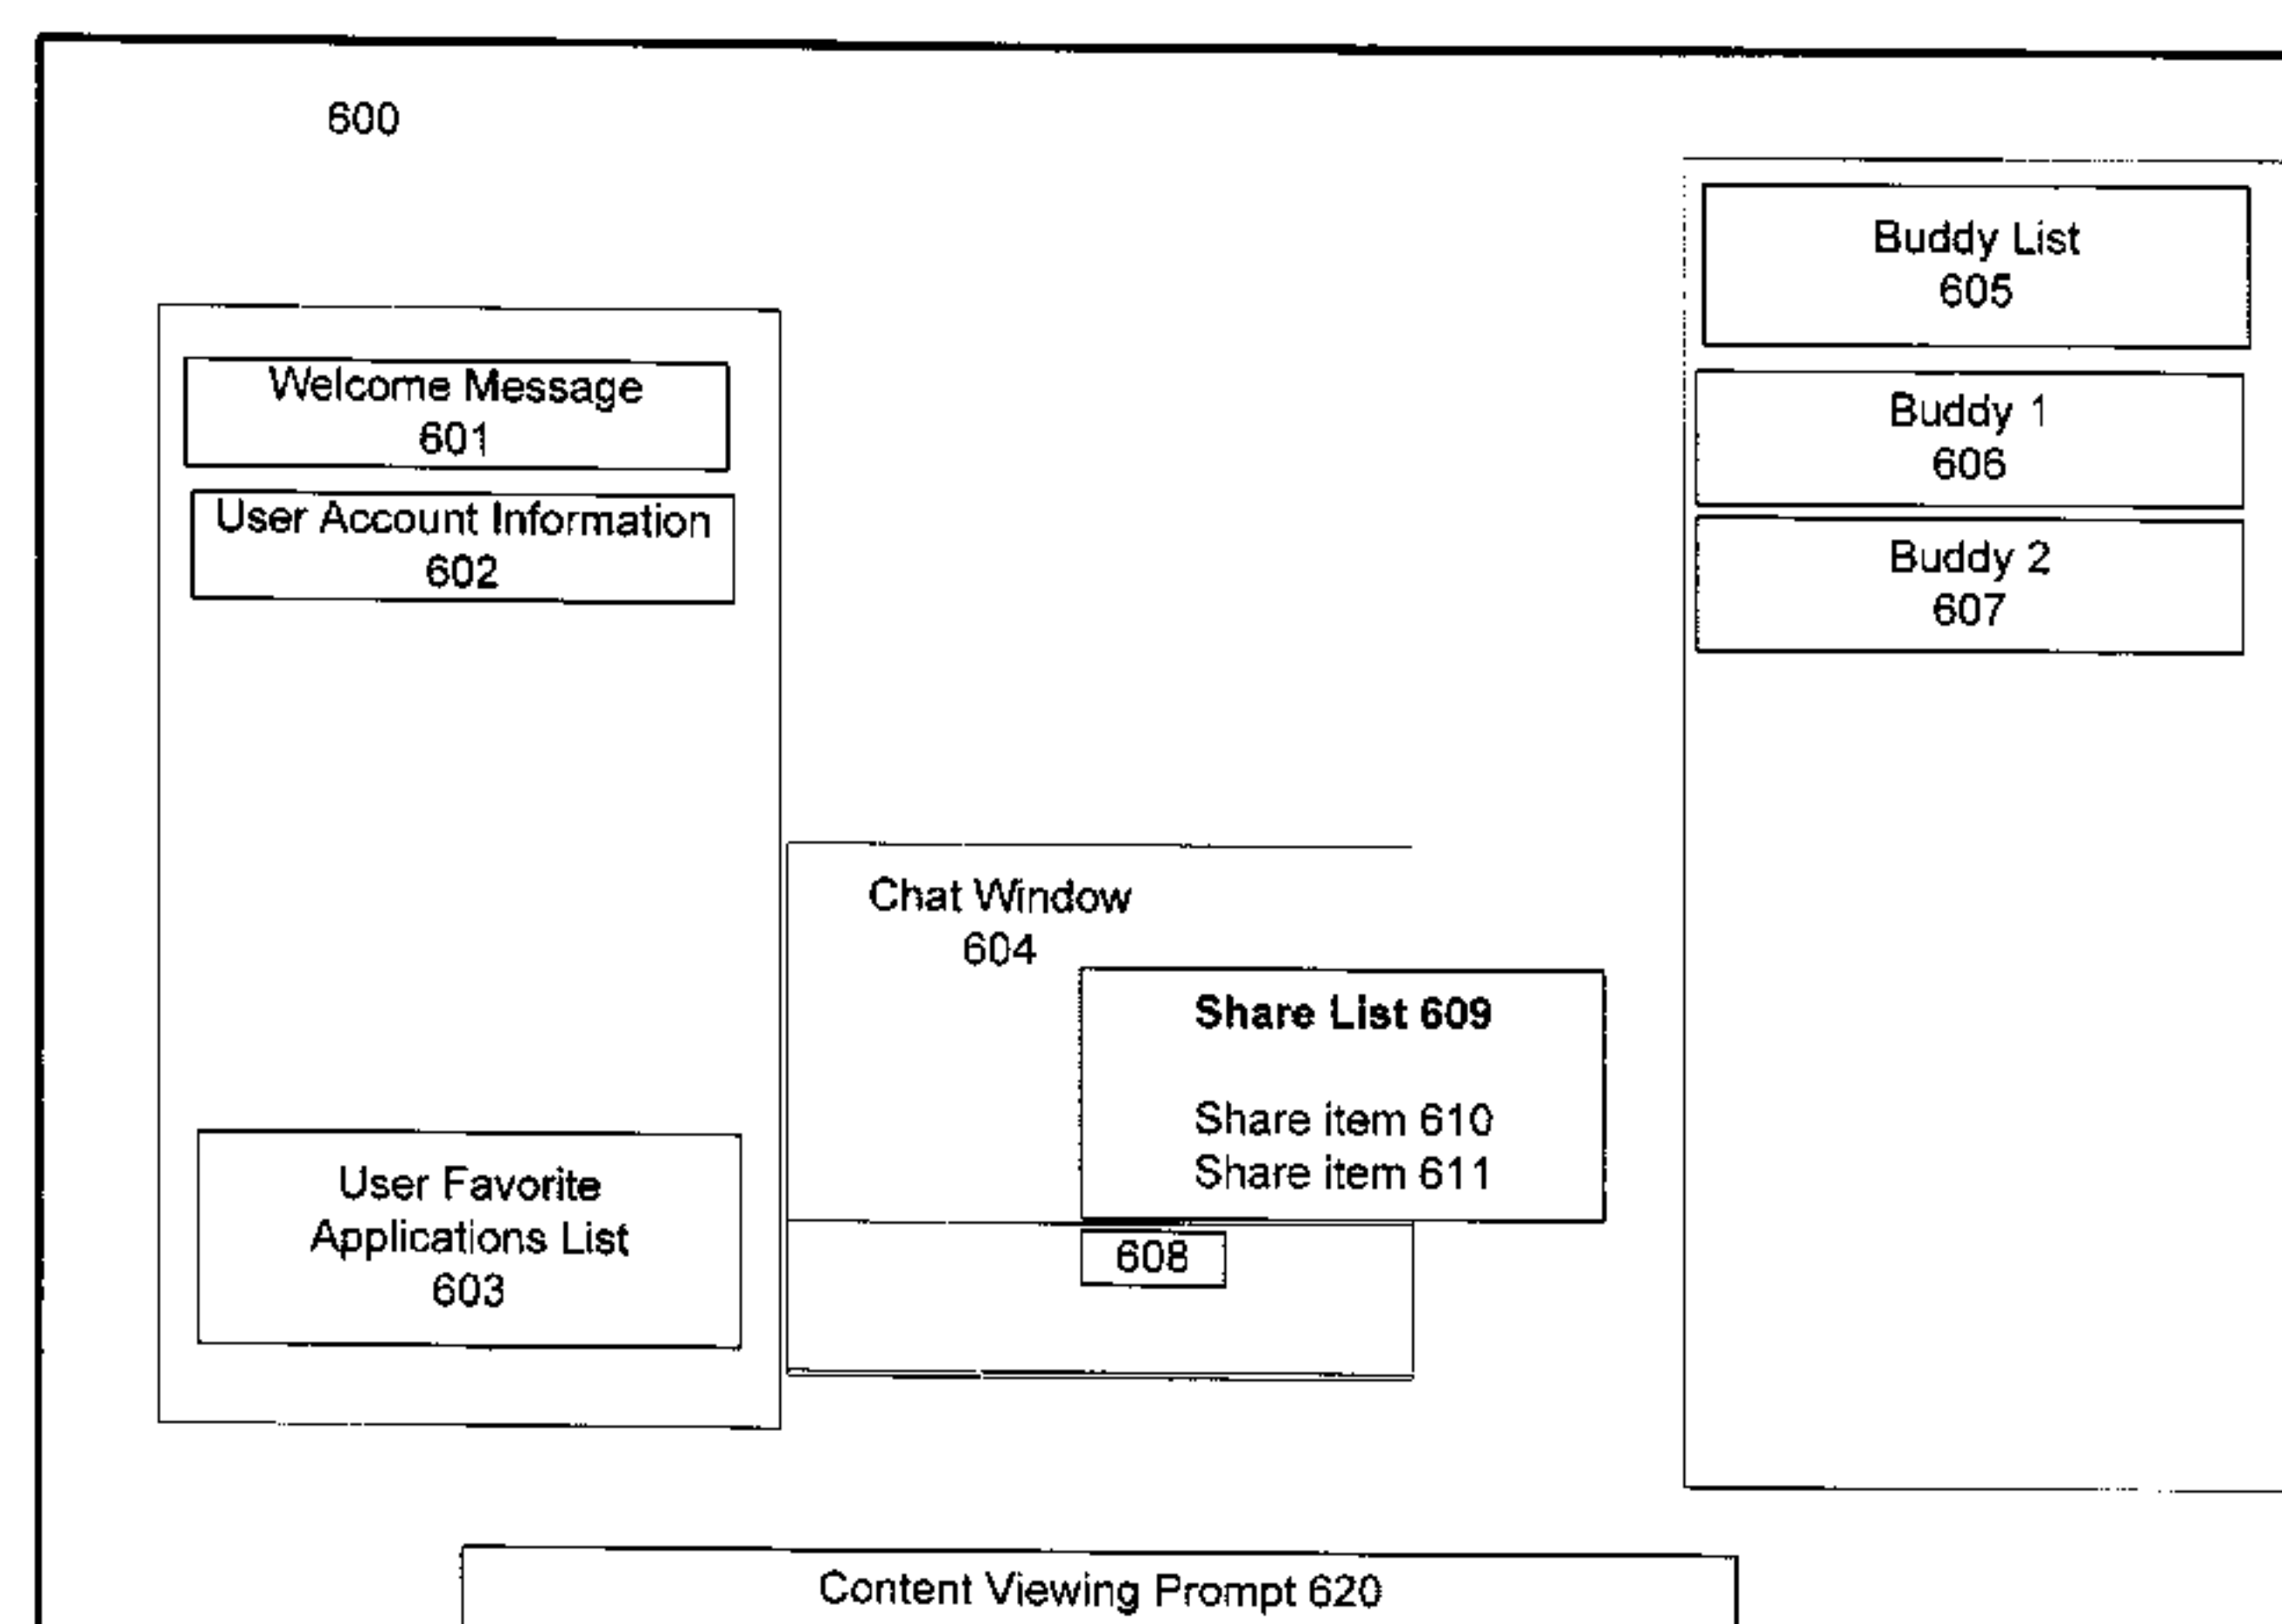 600
Welcome Message
601
User Account Information
602
User Favorite
Applications List
603
Chat Window
604
Share List 609
Share item 610
Share item 611
608
Buddy List
605
Buddy 1
606
Buddy 2
607
Content Viewing Prompt 620